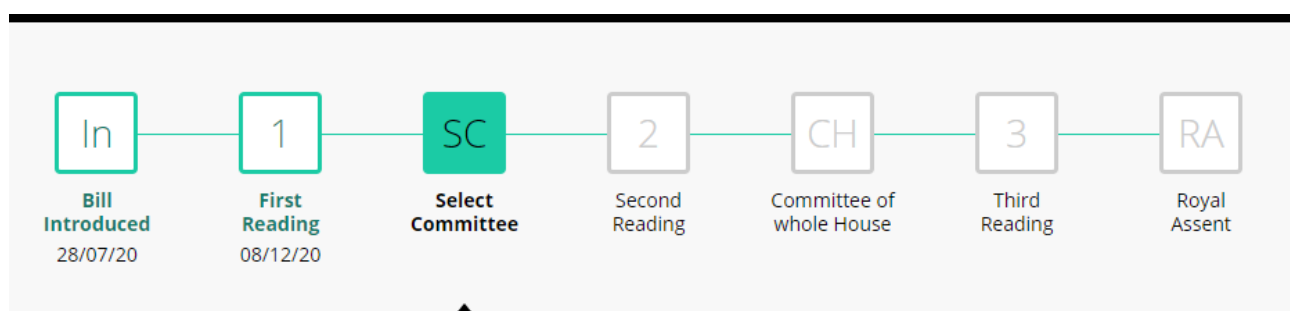 In
1
SC
2
CH
3
RA
Bill
Introduced
28/07/20
First
Reading
08/12/20
Select
Committee
Second
Reading
Committee of
whole House
Third
Reading
Royal
Assent